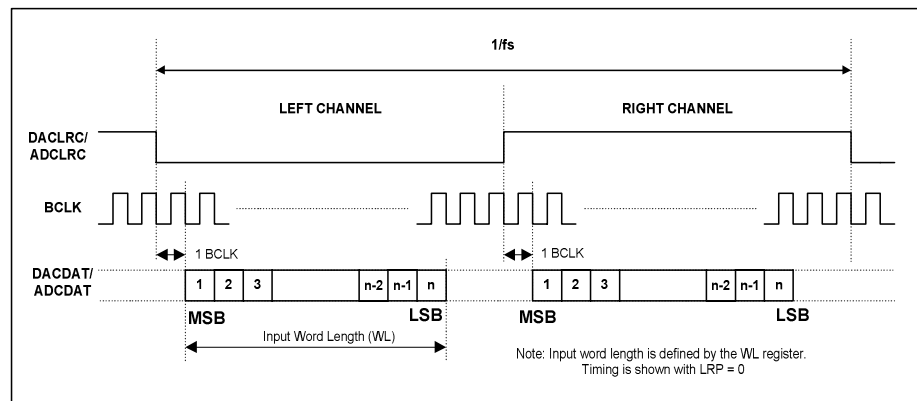 1/fs
LEFT CHANNEL RIGHT CHANNEL
DACLRC/
ADCLRC
BCLK
1 BCLK 1 BCLK
DACDAT/
ADCDAT
1 2 3 n-2 n-1 n 1 2 3 n-2 n-1 n
MSB LSB MSB LSB
Input Word Length (WL)
Note: Input word length is defined by the WL register.
Timing is shown with LRP = 0